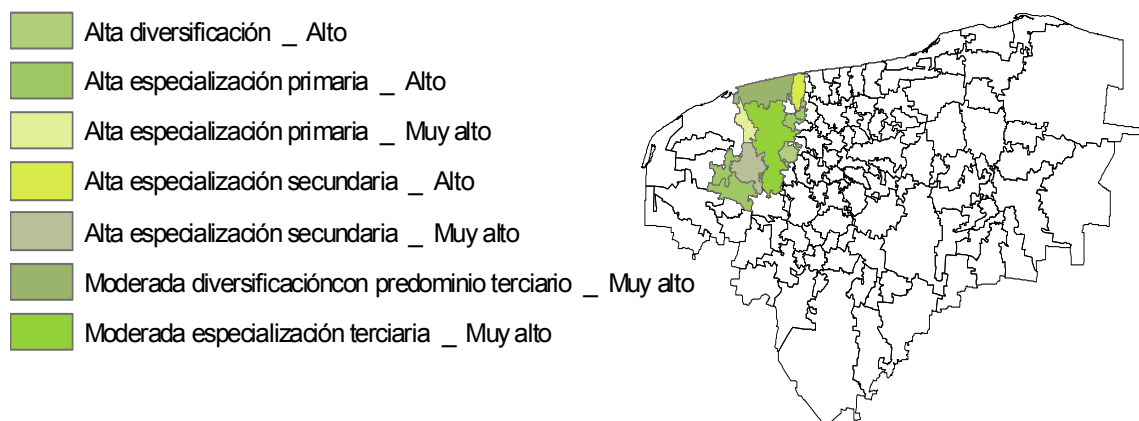 Alta diversificación _ Alto
Alta especialización primaria _ Alto
Alta especialización primaria _ Muy alto
Alta especialización secundaria _ Alto
Alta especialización secundaria _ Muy alto
Moderada diversificacióncon predominio terciario _ Muy alto
Moderada especialización terciaria _ Muy alto